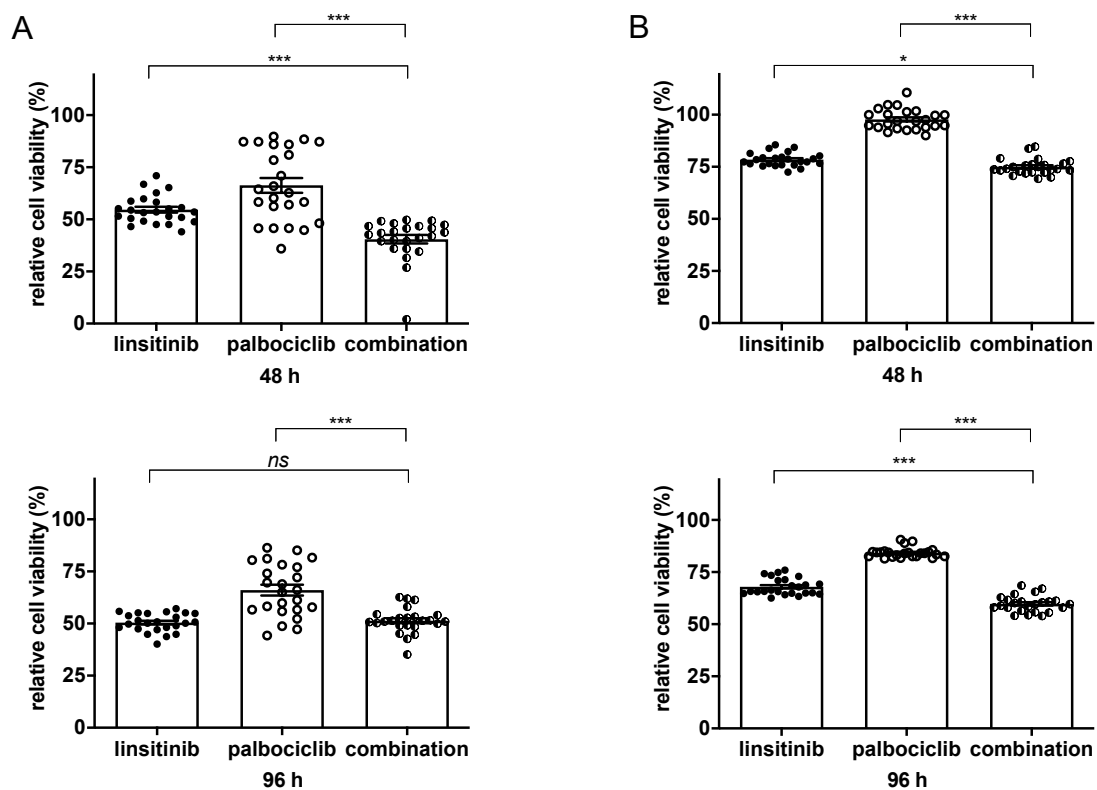 A
***
***
relative cell viability (%)
100
75
50
25
0
linsitinib palbociclib combination
48 h
***
ns
relative cell viability (%)
100
75
50
25
0
linsitinib palbociclib combination
96 h
B
***
*
relative cell viability (%)
100
75
50
25
0
linsitinib palbociclib combination
48 h
***
***
relative cell viability (%)
100
75
50
25
0
linsitinib palbociclib combination
96 h